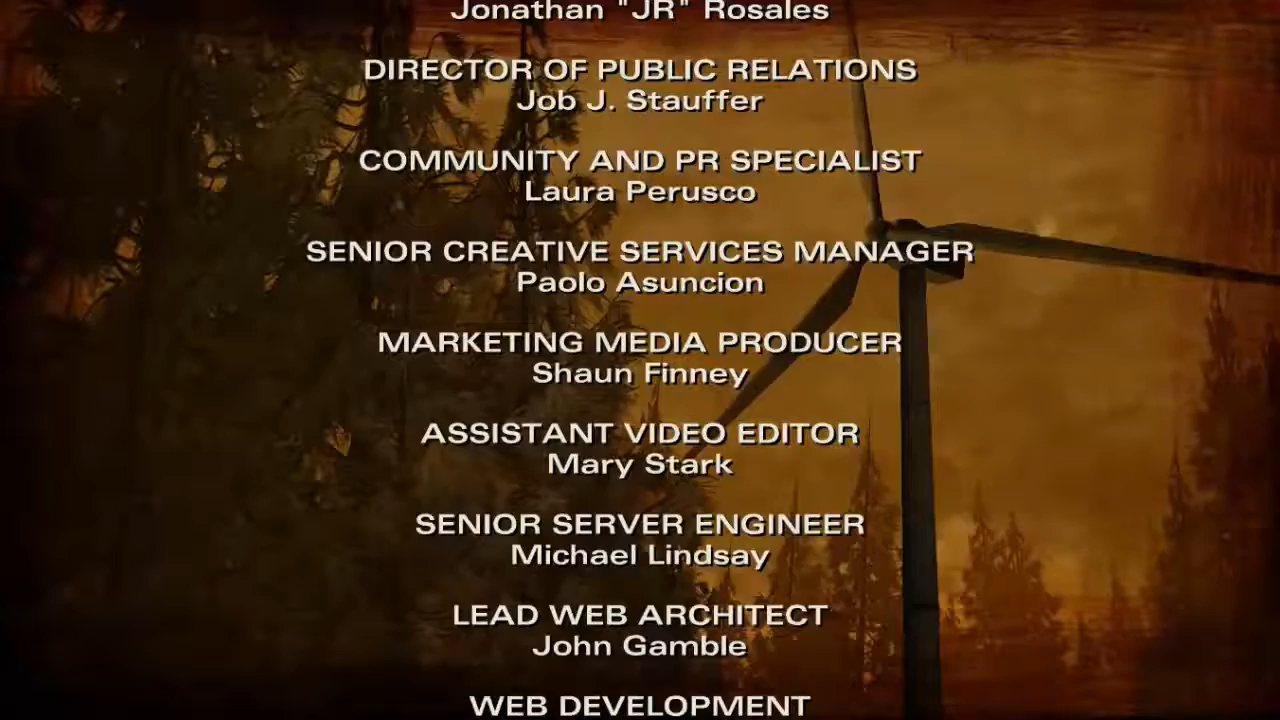 Jonathan "JR" Rosales
DIRECTOR OF PUBLIC RELATIONS
Job J. Stauffer
COMMUNITY AND PR SPECIALIST
Laura Perusco
SENIOR CREATIVE SERVICES MANAGER
Paolo Asuncion
MARKETING MEDIA PRODUCER
Shaun Finney
ASSISTANT VIDEO EDITOR
Mary Stark
SENIOR SERVER ENGINEER
Michael Lindsay
LEAD WEB ARCHITECT
John Gamble
WEB DEVELOPMENT